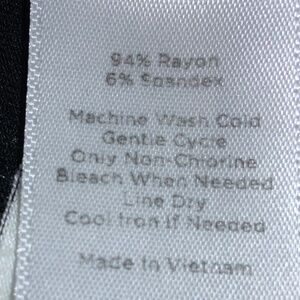 94% Rayon
6% Spandex
Machine Wash Cold
Gentle Cycle
Only Non-Chlorine
Bleach When Needed
Line Dry
Cool Iron If Needed
Made In Vietnam